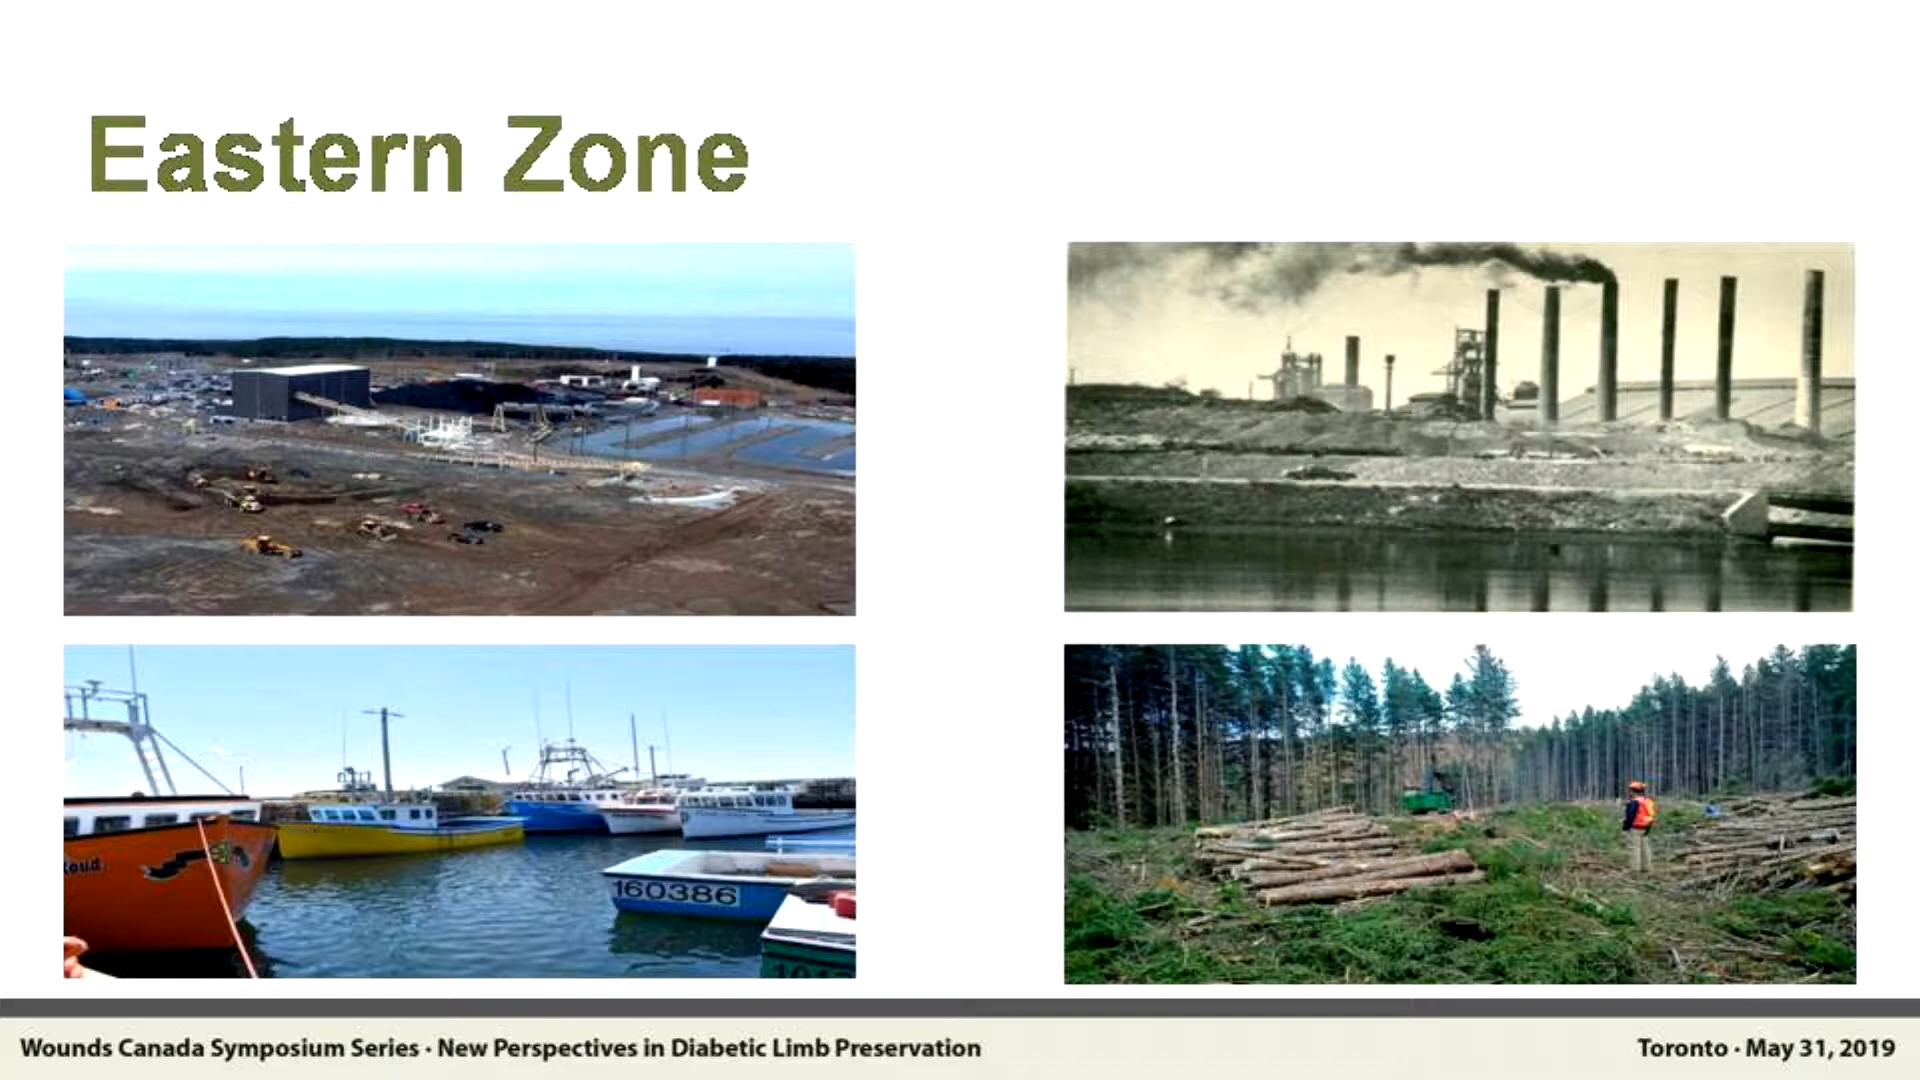 Eastern Zone
160386
Wounds Canada Symposium Series · New Perspectives in Diabetic Limb Preservation
Toronto · May 31, 2019